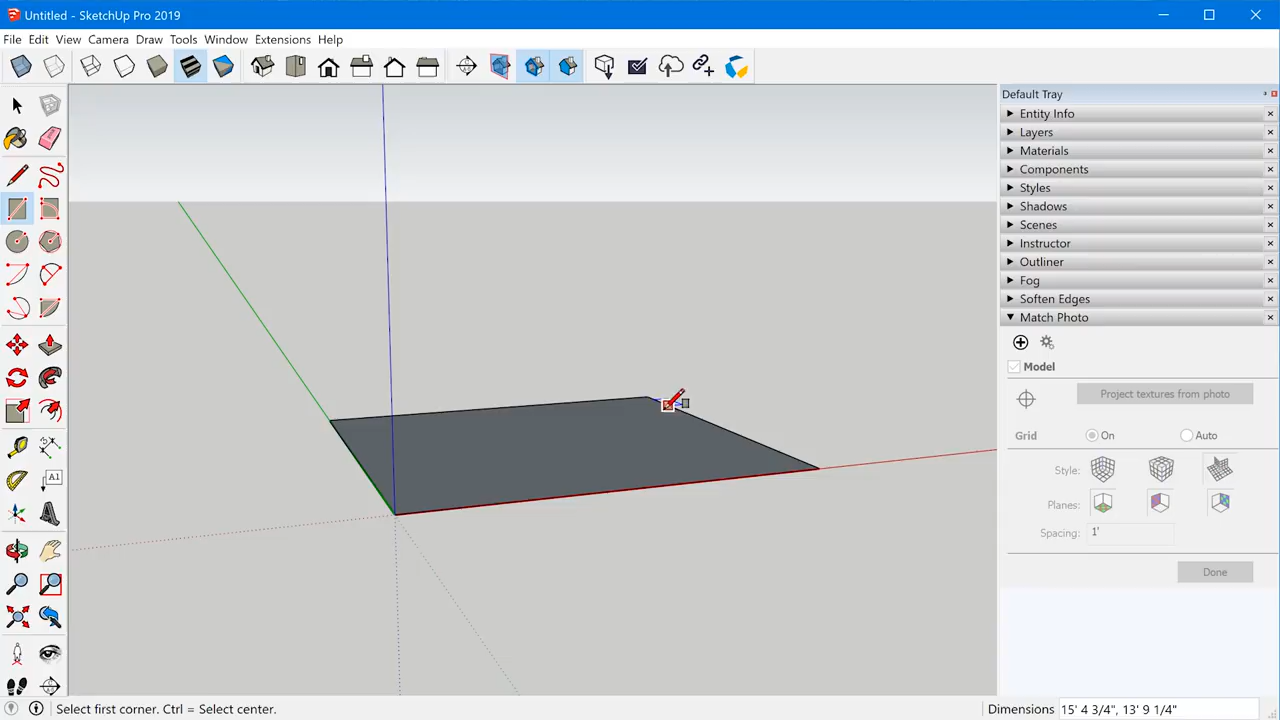 Untitled - SketchUp Pro 2019
File Edit View Camera Draw Tools Window Extensions Help
Default Tray
Entity Info
Layers
Materials
Components
Styles
Shadows
Scenes
Instructor
Outliner
Fog
Soften Edges
Match Photo
Model
Project textures from photo
Grid On Auto
Style:
A1
Planes:
Spacing: 1'
Done
Select first corner. Ctrl = Select center. Dimensions 15' 4 3/4", 13' 9 1/4"